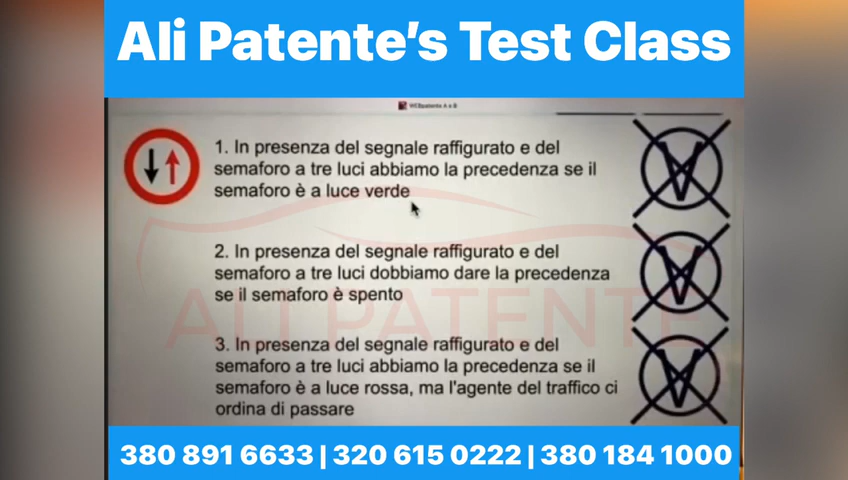 Ali Patente’s Test Class
WEBpatente A e B
1. In presenza del segnale raffigurato e del
semaforo a tre luci abbiamo la precedenza se il
semaforo è a luce verde
2. In presenza del segnale raffigurato e del
semaforo a tre luci dobbiamo dare la precedenza
se il semaforo è spento
3. In presenza del segnale raffigurato e del
semaforo a tre luci abbiamo la precedenza se il
semaforo è a luce rossa, ma l'agente del traffico ci
ordina di passare
V
V
V
ALI PATENTE
380 891 6633 | 320 615 0222 | 380 184 1000